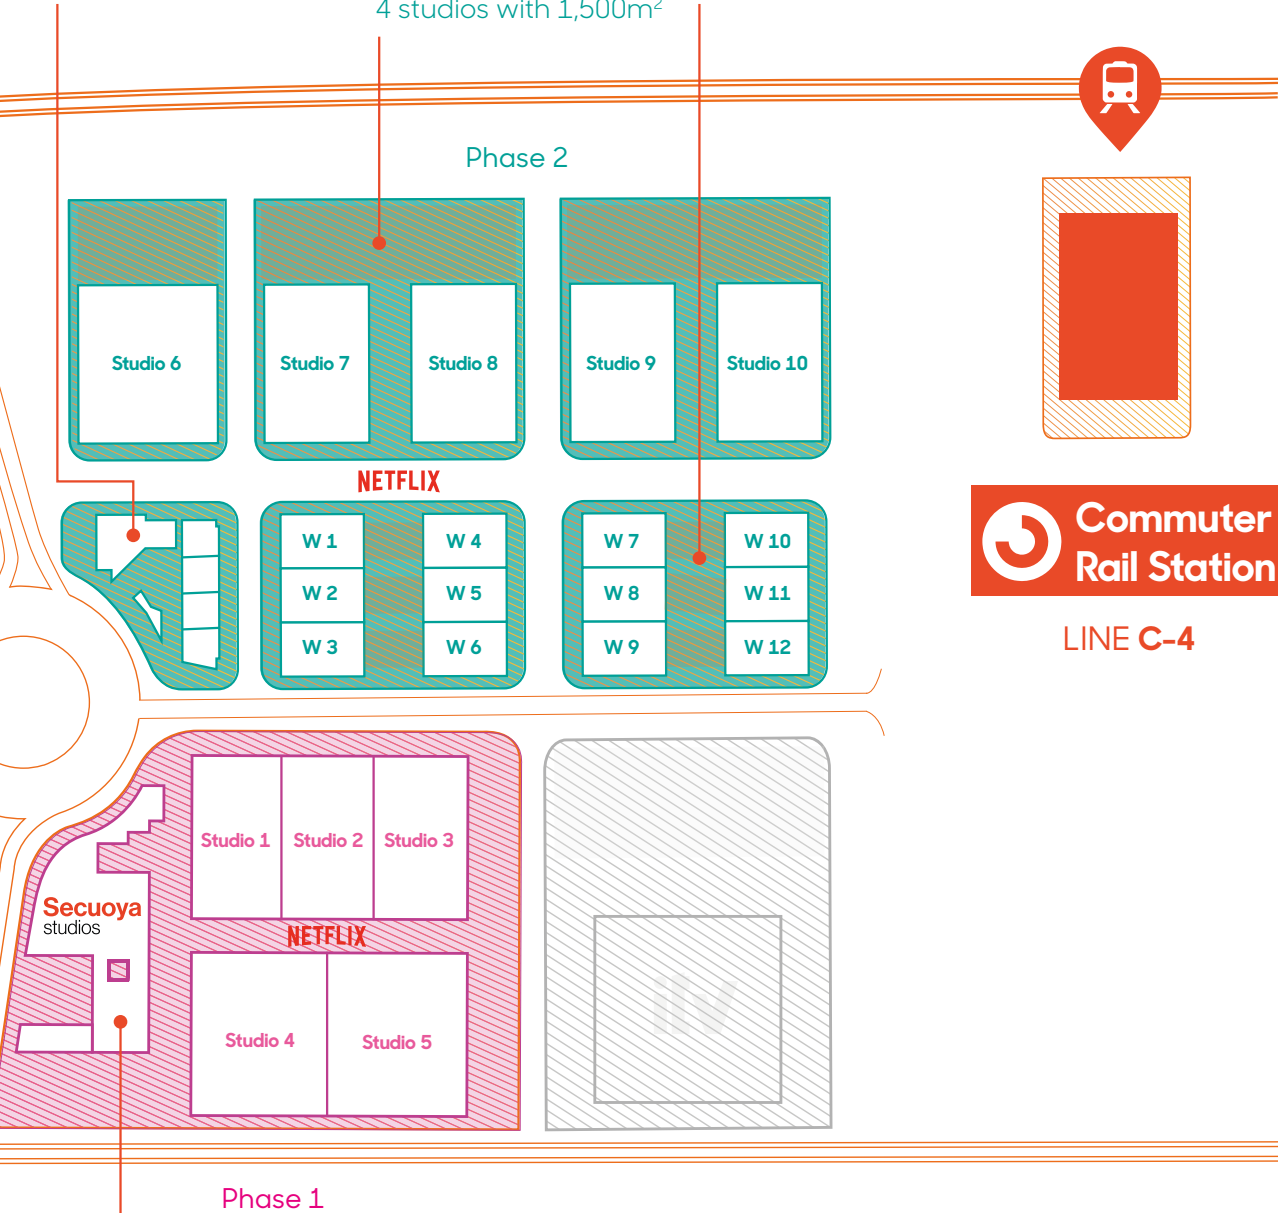 4 studios with 1,500m²
Phase 2
Studio 6
Studio 7
Studio 8
Studio 9
Studio 10
NETFLIX
W 1
W 4
W 7
W 10
W 2
W 5
W 8
W 11
W 3
W 6
W 9
W 12
Commuter
Rail Station
LINE C-4
Studio 1
Studio 2
Studio 3
Secuoya
studios
NETFLIX
Studio 4
Studio 5
Phase 1